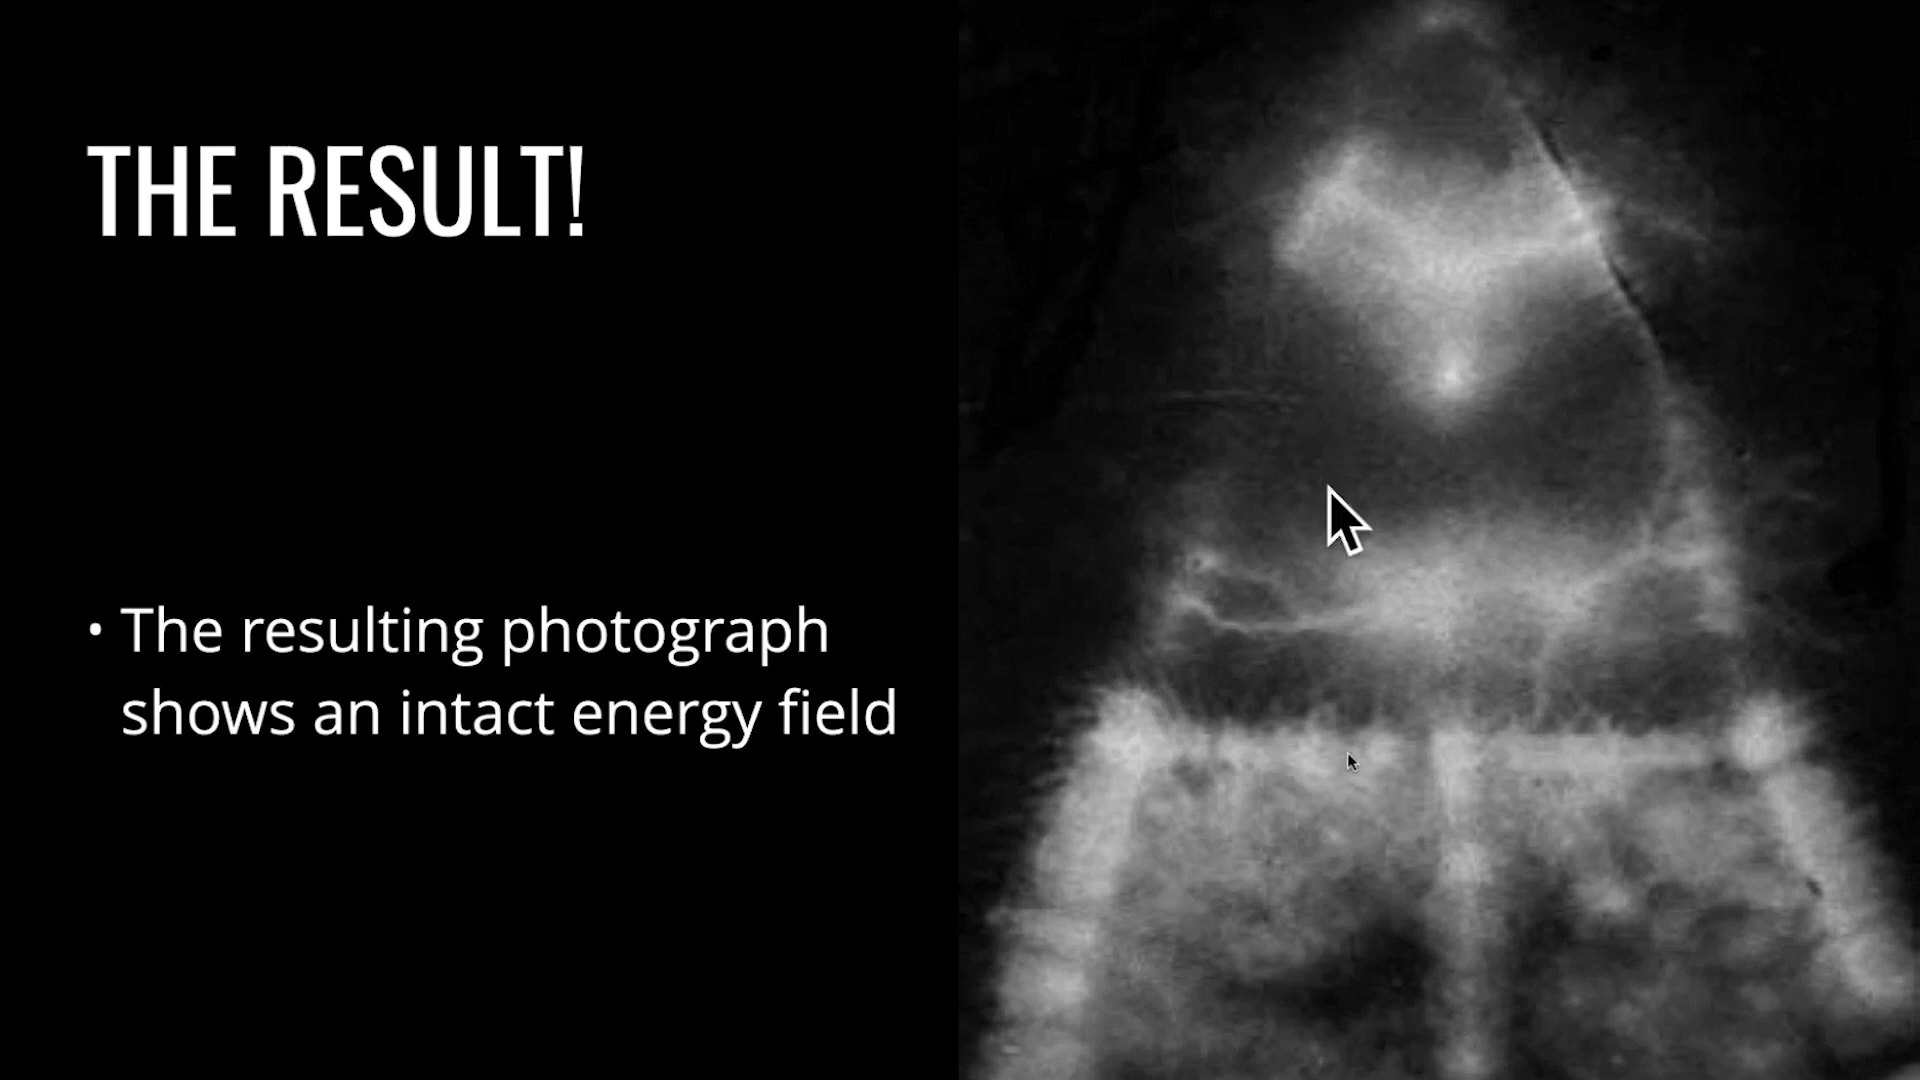 THE RESULT!
• The resulting photograph
shows an intact energy field